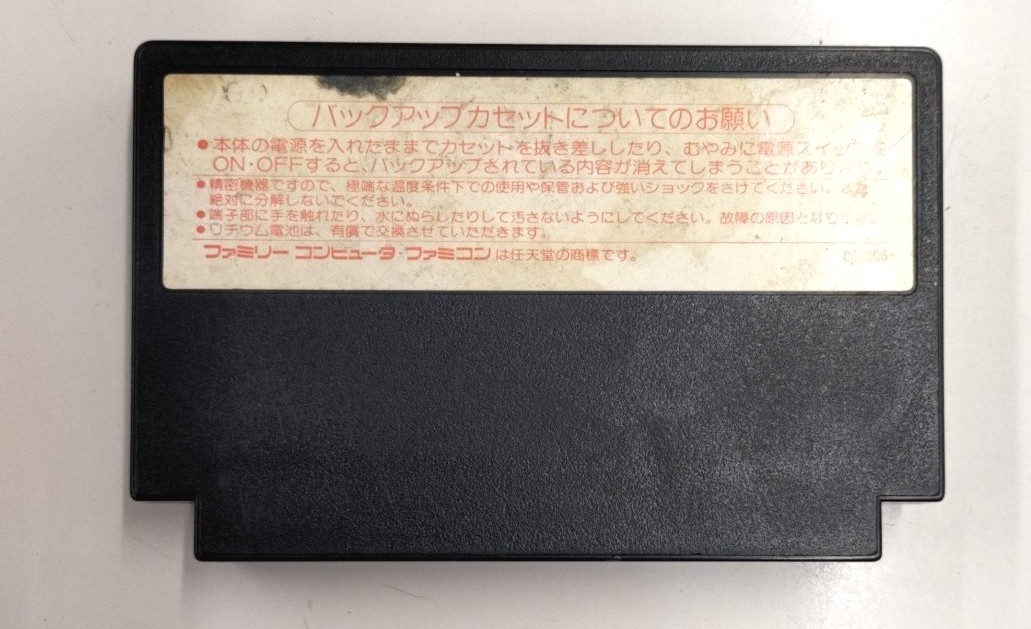 バックアップカセットについてのお願い
●本体の電源を入れたままでカセットを抜き差ししたり、むやみに電源スイッチを
ON・OFFすると、バックアップされている内容が消えてしまうことがあり
●精密機器ですので、極端な温度条件下での使用や保管および強いショックをさけてください。また
絶対に分解しないでください。
●端子部に手を触れたり、水にぬらしたりして汚さないようにしてください。故障の原因となり
●リチウム電池は、有償で交換させていただきます。
ファミリーコンピュータ・ファミコンは任天堂の商標です。